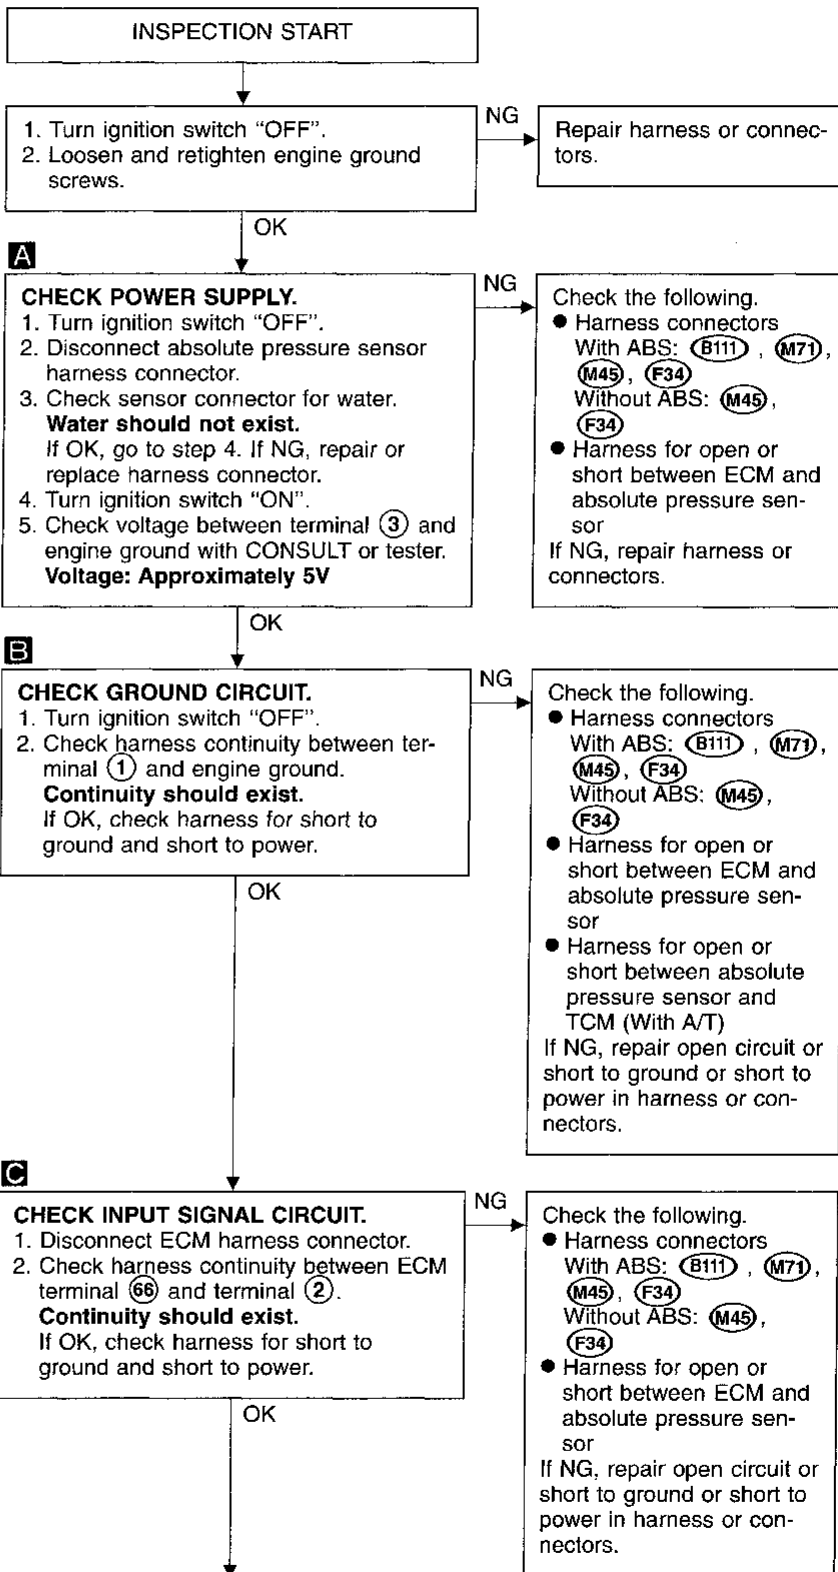 INSPECTION START
1. Turn ignition switch “OFF”.
2. Loosen and retighten engine ground
screws.
NG
Repair harness or connec-
tors.
OK
A
CHECK POWER SUPPLY.
1. Turn ignition switch “OFF”.
2. Disconnect absolute pressure sensor
harness connector.
3. Check sensor connector for water.
Water should not exist.
If OK, go to step 4. If NG, repair or
replace harness connector.
4. Turn ignition switch “ON”.
5. Check voltage between terminal ③ and
engine ground with CONSULT or tester.
Voltage: Approximately 5V
NG
Check the following.
● Harness connectors
With ABS: B111 , M71,
M45, F34
Without ABS: M45,
F34
● Harness for open or
short between ECM and
absolute pressure sen-
sor
If NG, repair harness or
connectors.
OK
B
CHECK GROUND CIRCUIT.
1. Turn ignition switch “OFF”.
2. Check harness continuity between ter-
minal ① and engine ground.
Continuity should exist.
If OK, check harness for short to
ground and short to power.
NG
Check the following.
● Harness connectors
With ABS: B111 , M71,
M45, F34
Without ABS: M45,
F34
● Harness for open or
short between ECM and
absolute pressure sen-
sor
● Harness for open or
short between absolute
pressure sensor and
TCM (With A/T)
If NG, repair open circuit or
short to ground or short to
power in harness or con-
nectors.
OK
C
CHECK INPUT SIGNAL CIRCUIT.
1. Disconnect ECM harness connector.
2. Check harness continuity between ECM
terminal 66 and terminal ②.
Continuity should exist.
If OK, check harness for short to
ground and short to power.
NG
Check the following.
● Harness connectors
With ABS: B111 , M71,
M45, F34
Without ABS: M45,
F34
● Harness for open or
short between ECM and
absolute pressure sen-
sor
If NG, repair open circuit or
short to ground or short to
power in harness or con-
nectors.
OK